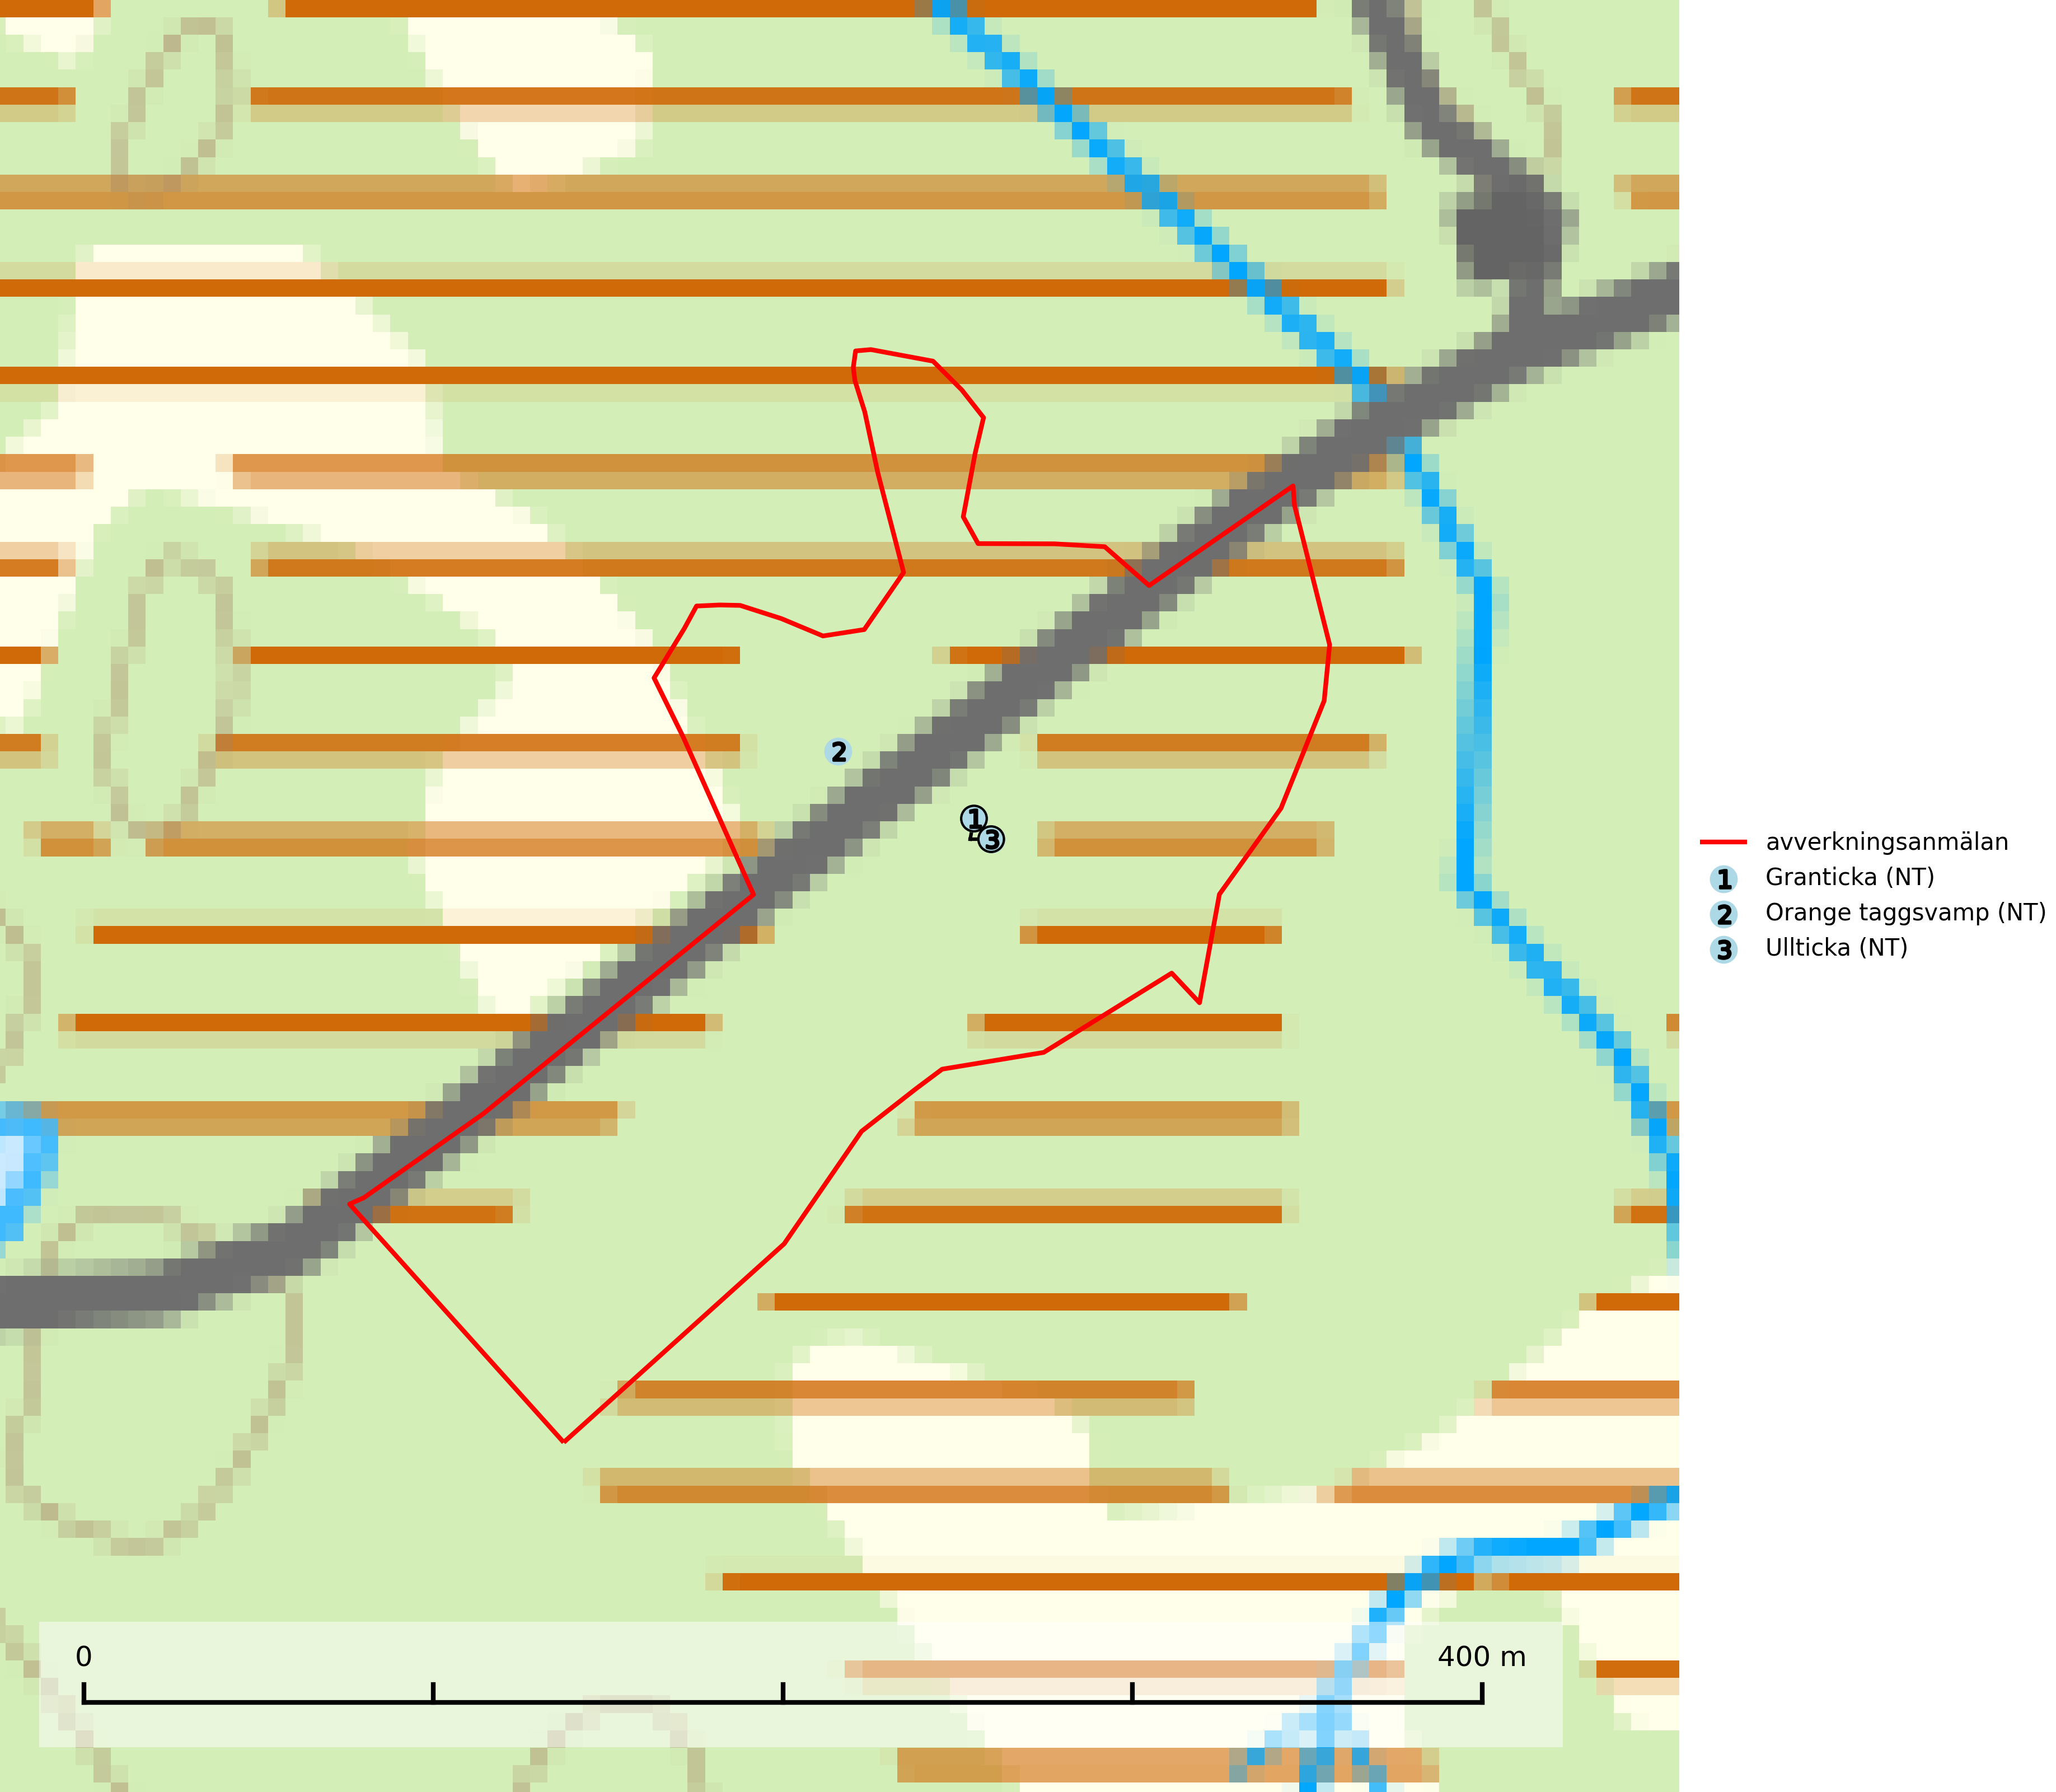 2
1
3
avverkningsanmälan
1 Granticka (NT)
2 Orange taggsvamp (NT)
3 Ullticka (NT)
0 400 m